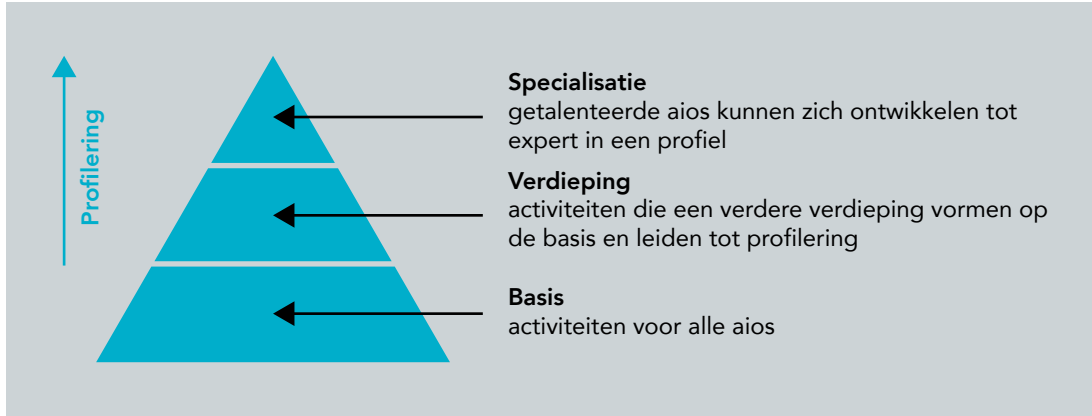 Profilering
Specialisatie
getalenteerde aios kunnen zich ontwikkelen tot
expert in een profiel
Verdieping
activiteiten die een verdere verdieping vormen op
de basis en leiden tot profilering
Basis
activiteiten voor alle aios